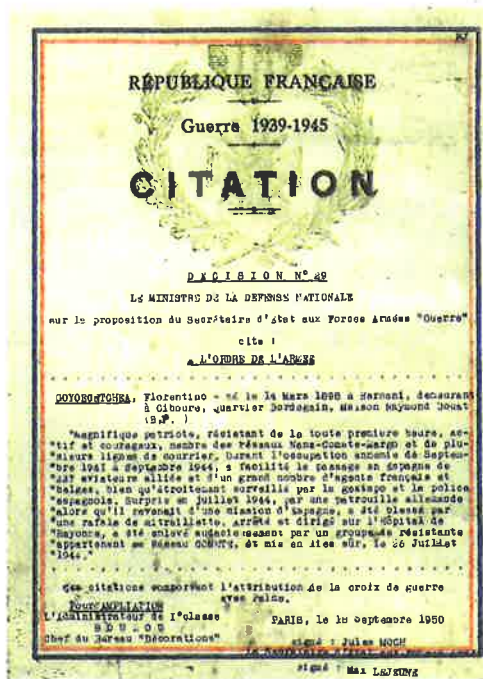 RÉPUBLIQUE FRANÇAISE
Guerre 1939-1945
CITATION
DECISION N° 29
LE MINISTRE DE LA DEFENSE NATIONALE
sur la proposition du Secrétaire d'Etat aux Forces Armées "Guerre"
cite :
A L'ORDRE DE L'ARMEE
Florentino - né le 14 Mars 1898 à Hernani, demeurant
à Ciboure, quartier Bordagain, Maison Raymond Douat
(B.P. )
"Magnifique patriote, résistant de la toute première heure, ac-
"tif et courageux, membre des réseaux Nana-Comète-Margo et de plu-
"sieurs lignes de courrier. Durant l'occupation ennemie de Septem-
"bre 1941 à Septembre 1944, a facilité le passage en Espagne de
"227 aviateurs alliés et d'un grand nombre d'agents français
"belges, bien qu'étroitement surveillé par la gestapo et la police
espagnole. Surpris en Juillet 1944, par une patrouille allemande
"alors qu'il revenait d'une mission d'Espagne, a été blessé par
"une rafale de mitraillette. Arrêté et dirigé sur l'Hôpital de
"Bayonne, a été enlevé audacieusement par un groupe de résistants
"appartenant au Réseau COMETE, et mis en lieu sûr, le 26 Juillet
"1944."
citations comportent l'attribution de la croix de guerre
avec Palme.
POUR AMPLIATION
L'Administrateur de I°classe
Chef du Bureau "Décorations"
PARIS, le 18 Septembre 1950
signé : Jules MOCH
Le Secrétaire d'Etat
signé : Max LEJEUNE